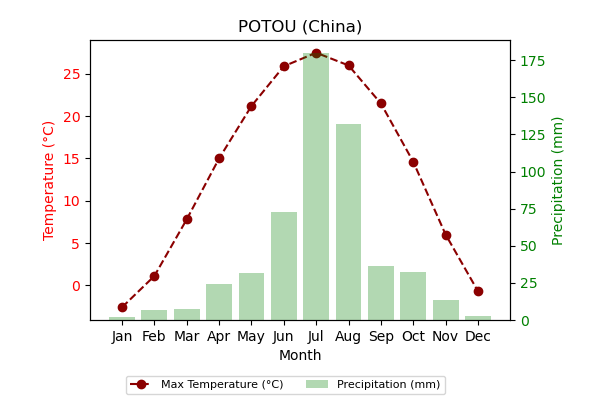 POTOU (China)
Temperature (°C)
25
20
15
10
5
0
175
150
125
100
75
50
25
0
Precipitation (mm)
Jan Feb Mar Apr May Jun Jul Aug Sep Oct Nov Dec
Month
Max Temperature (°C) Precipitation (mm)